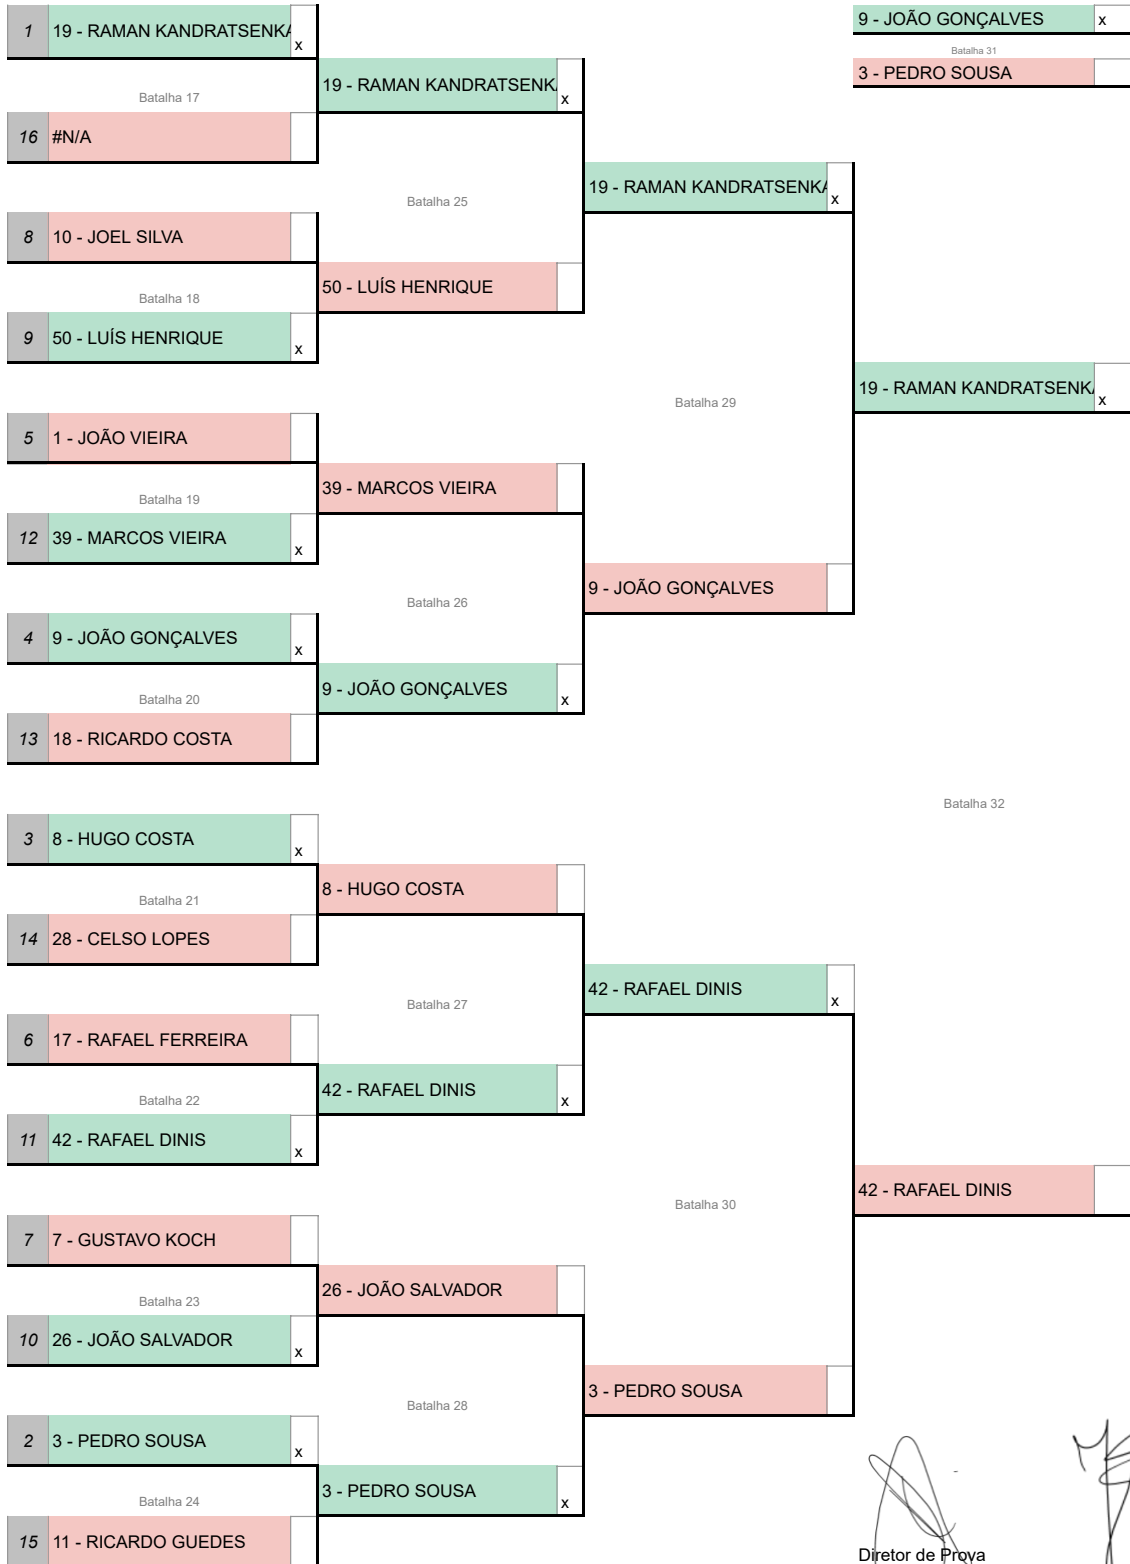 1 19 - RAMAN KANDRATSENKA x
Batalha 17
16 #N/A
8 10 - JOEL SILVA
Batalha 18
9 50 - LUÍS HENRIQUE x
5 1 - JOÃO VIEIRA
Batalha 19
12 39 - MARCOS VIEIRA x
4 9 - JOÃO GONÇALVES x
Batalha 20
13 18 - RICARDO COSTA
3 8 - HUGO COSTA x
Batalha 21
14 28 - CELSO LOPES
6 17 - RAFAEL FERREIRA
Batalha 22
11 42 - RAFAEL DINIS x
7 7 - GUSTAVO KOCH
Batalha 23
10 26 - JOÃO SALVADOR x
2 3 - PEDRO SOUSA x
Batalha 24
15 11 - RICARDO GUEDES
19 - RAMAN KANDRATSENK x
Batalha 25
50 - LUÍS HENRIQUE
39 - MARCOS VIEIRA
Batalha 26
9 - JOÃO GONÇALVES x
8 - HUGO COSTA
Batalha 27
42 - RAFAEL DINIS x
26 - JOÃO SALVADOR
Batalha 28
3 - PEDRO SOUSA x
19 - RAMAN KANDRATSENKA x
Batalha 29
9 - JOÃO GONÇALVES
42 - RAFAEL DINIS x
Batalha 30
3 - PEDRO SOUSA
9 - JOÃO GONÇALVES x
Batalha 31
3 - PEDRO SOUSA
19 - RAMAN KANDRATSENKA x
Batalha 32
42 - RAFAEL DINIS
Diretor de Prova